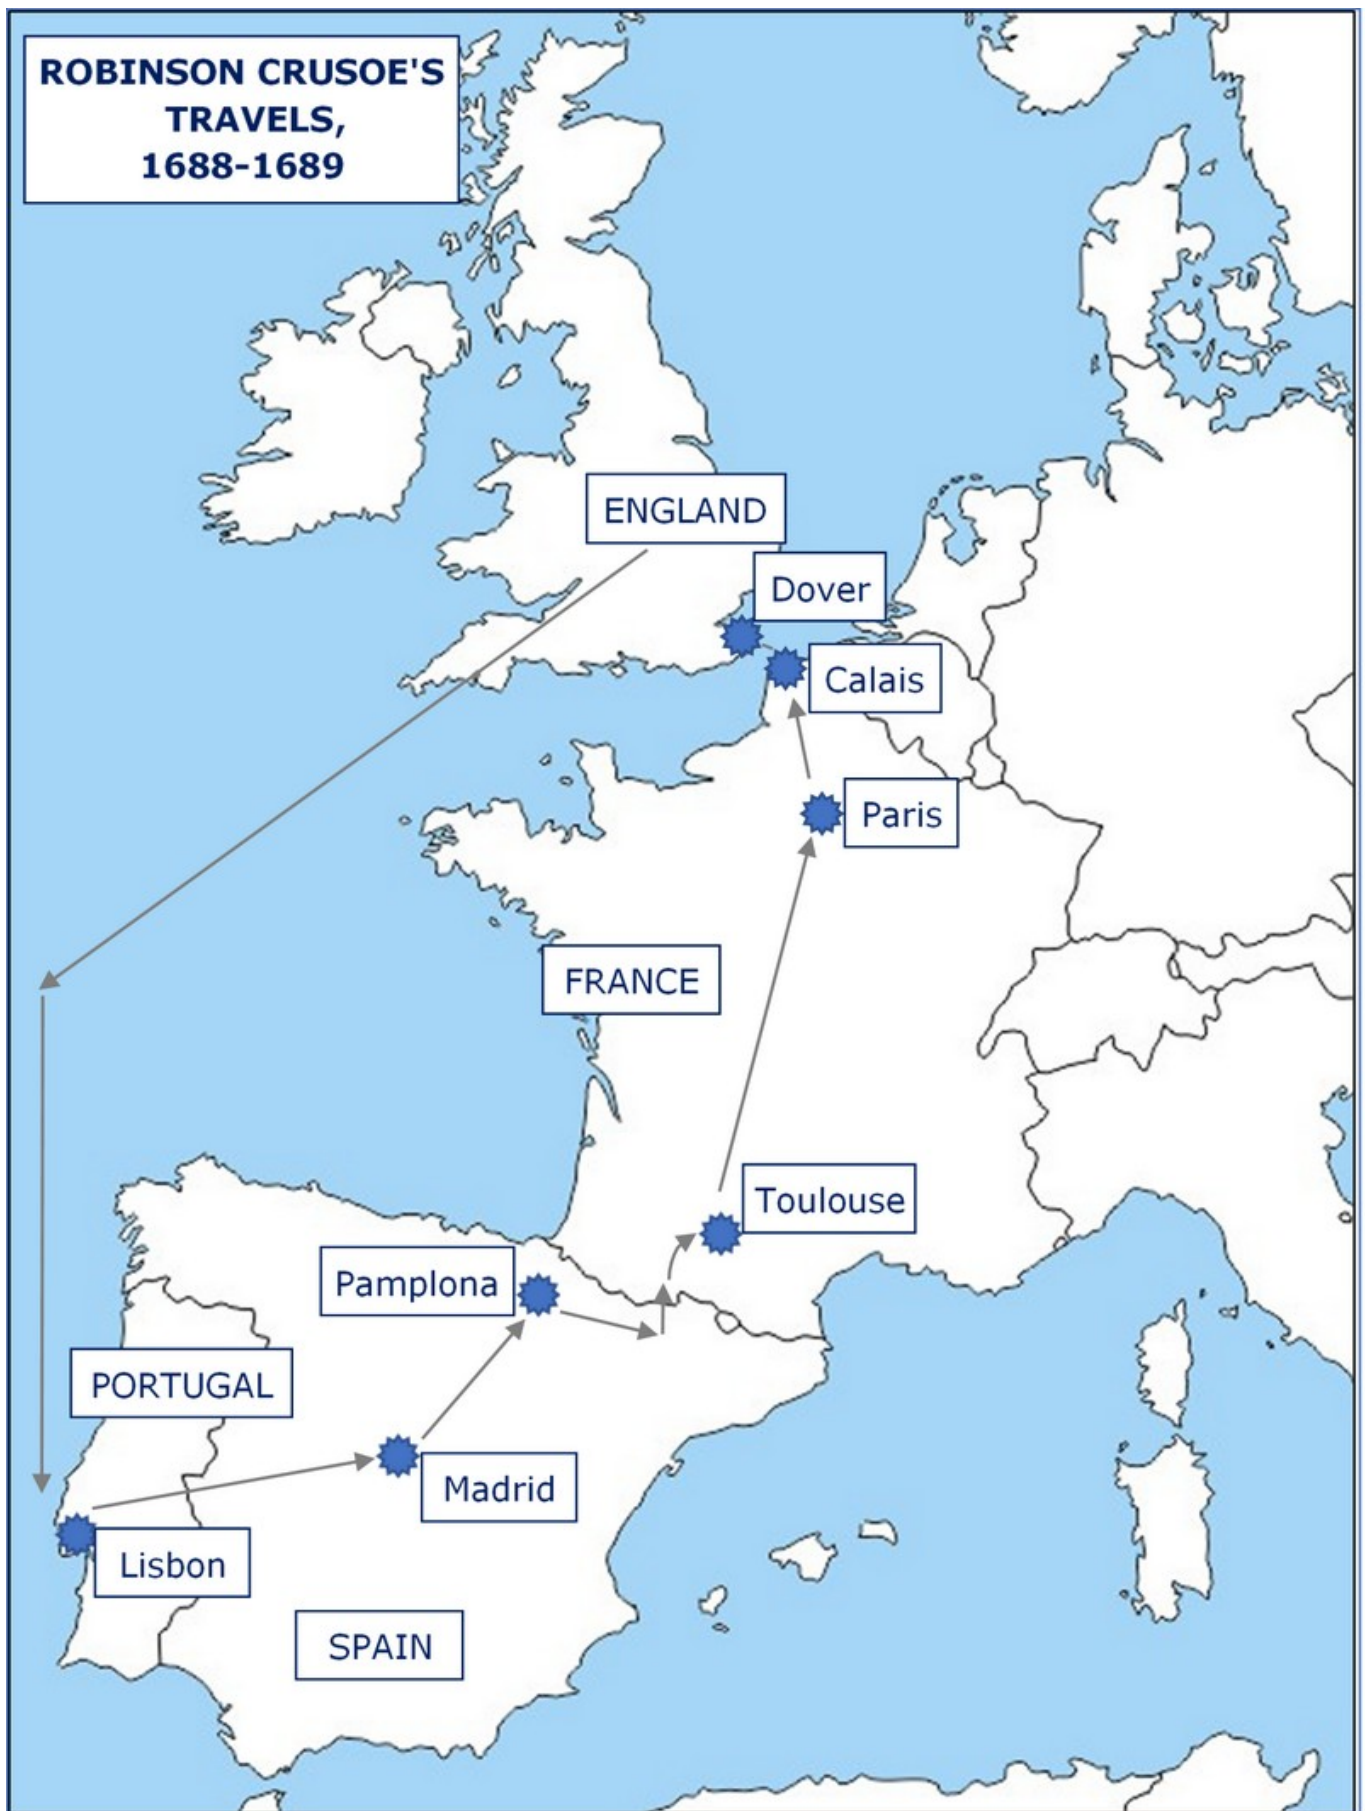 ROBINSON CRUSOE'S
TRAVELS,
1688-1689
ENGLAND
Dover
Calais
Paris
FRANCE
Toulouse
Pamplona
PORTUGAL
Madrid
Lisbon
SPAIN